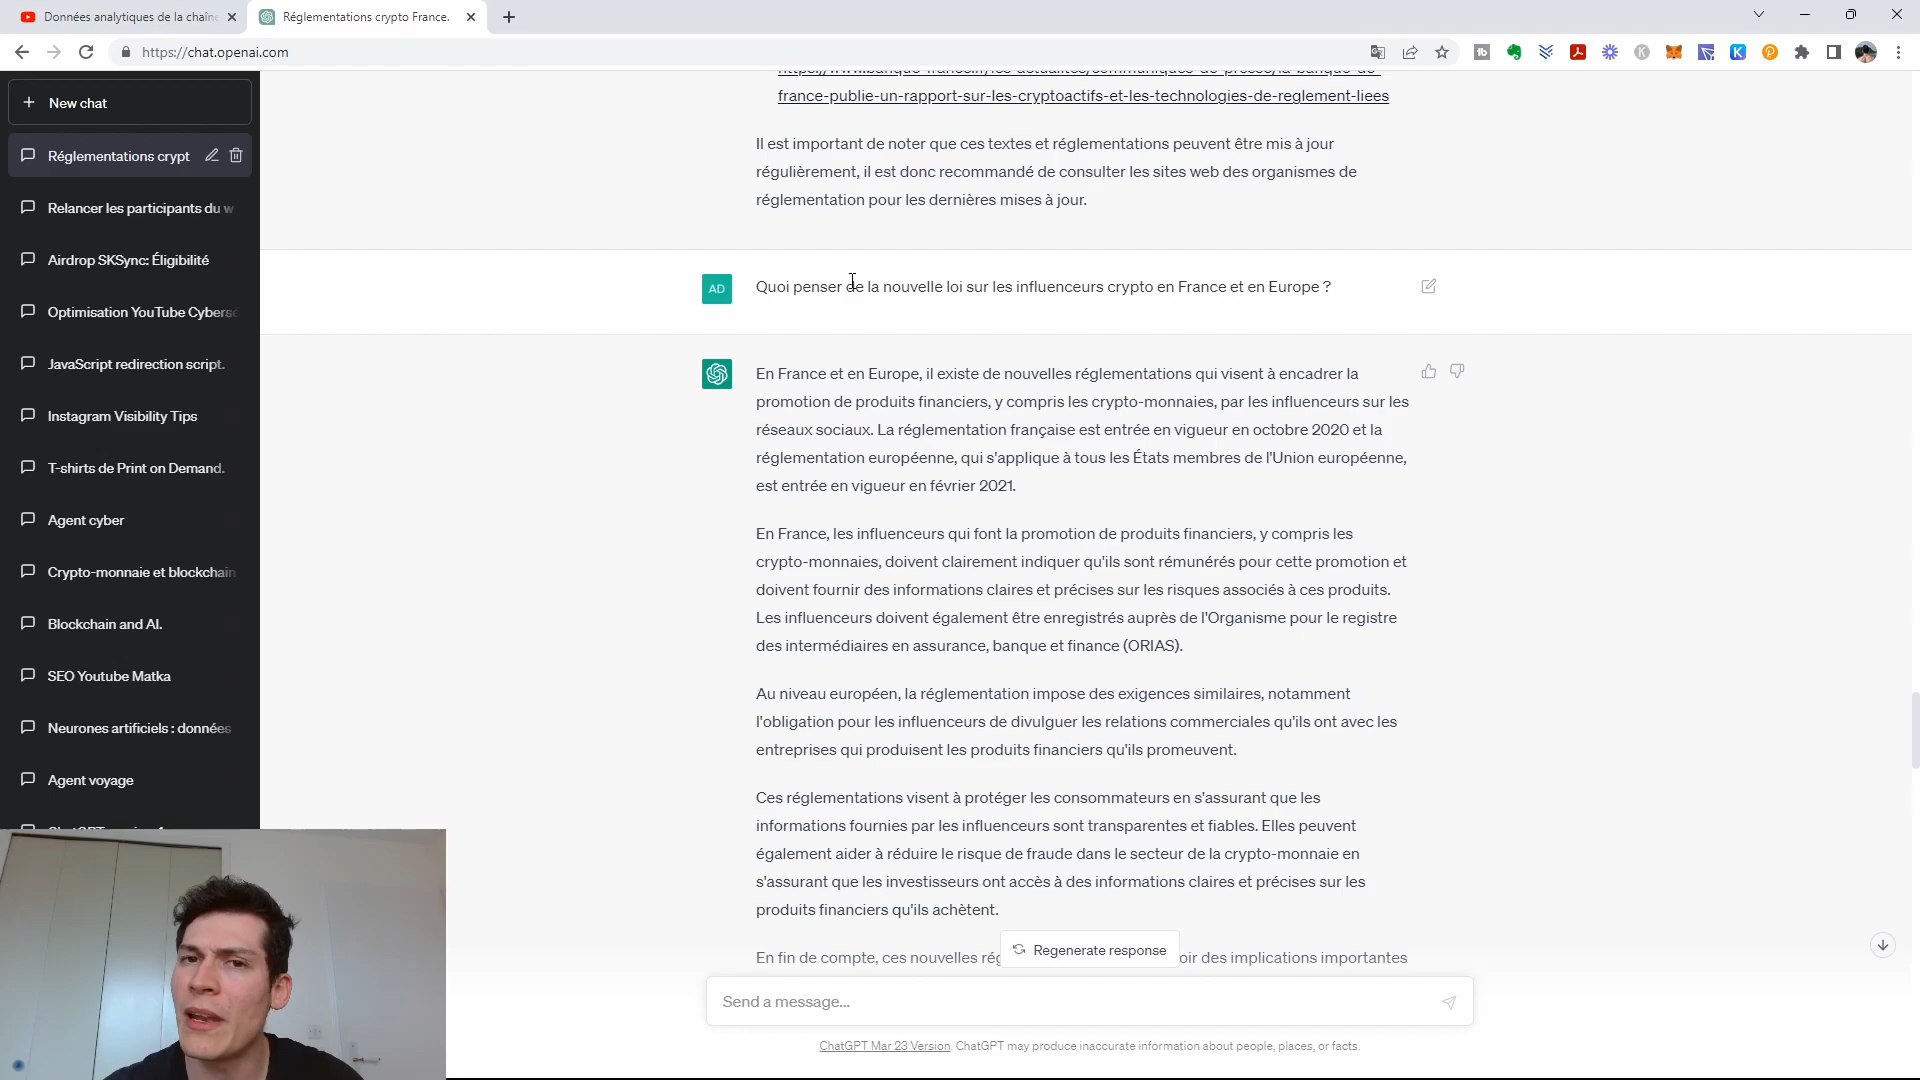 Données analytiques de la chaîne
Réglementations crypto France.
https://chat.openai.com
New chat
Réglementations crypt
Relancer les participants du w
Airdrop SKSync: Éligibilité
Optimisation YouTube Cybersé
JavaScript redirection script.
Instagram Visibility Tips
T-shirts de Print on Demand.
Agent cyber
Crypto-monnaie et blockchain
Blockchain and AI.
SEO Youtube Matka
Neurones artificiels : données
Agent voyage
https://www.banque-france.fr/les-actualites/communiques-de-presse/la-banque-de-
france-publie-un-rapport-sur-les-cryptoactifs-et-les-technologies-de-reglement-liees
Il est important de noter que ces textes et réglementations peuvent être mis à jour
régulièrement, il est donc recommandé de consulter les sites web des organismes de
réglementation pour les dernières mises à jour.
AD
Quoi penser de la nouvelle loi sur les influenceurs crypto en France et en Europe ?
En France et en Europe, il existe de nouvelles réglementations qui visent à encadrer la
promotion de produits financiers, y compris les crypto-monnaies, par les influenceurs sur les
réseaux sociaux. La réglementation française est entrée en vigueur en octobre 2020 et la
réglementation européenne, qui s'applique à tous les États membres de l'Union européenne,
est entrée en vigueur en février 2021.
En France, les influenceurs qui font la promotion de produits financiers, y compris les
crypto-monnaies, doivent clairement indiquer qu'ils sont rémunérés pour cette promotion et
doivent fournir des informations claires et précises sur les risques associés à ces produits.
Les influenceurs doivent également être enregistrés auprès de l'Organisme pour le registre
des intermédiaires en assurance, banque et finance (ORIAS).
Au niveau européen, la réglementation impose des exigences similaires, notamment
l'obligation pour les influenceurs de divulguer les relations commerciales qu'ils ont avec les
entreprises qui produisent les produits financiers qu'ils promeuvent.
Ces réglementations visent à protéger les consommateurs en s'assurant que les
informations fournies par les influenceurs sont transparentes et fiables. Elles peuvent
également aider à réduire le risque de fraude dans le secteur de la crypto-monnaie en
s'assurant que les investisseurs ont accès à des informations claires et précises sur les
produits financiers qu'ils achètent.
En fin de compte, ces nouvelles rég oir des implications importantes
Regenerate response
Send a message...
ChatGPT Mar 23 Version. ChatGPT may produce inaccurate information about people, places, or facts.